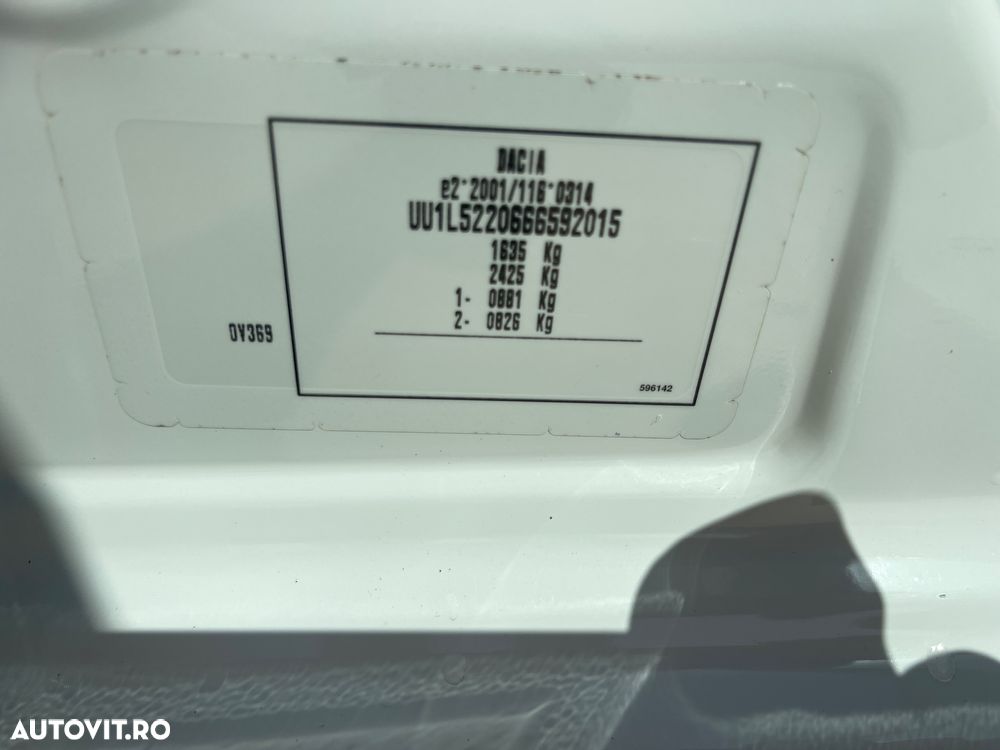 DACIA
e2*2001/116*0314
UU1L5220666592015
1635 Kg
2425 Kg
1- 0881 Kg
2- 0826 Kg
0V369
596142
AUTOVIT.RO